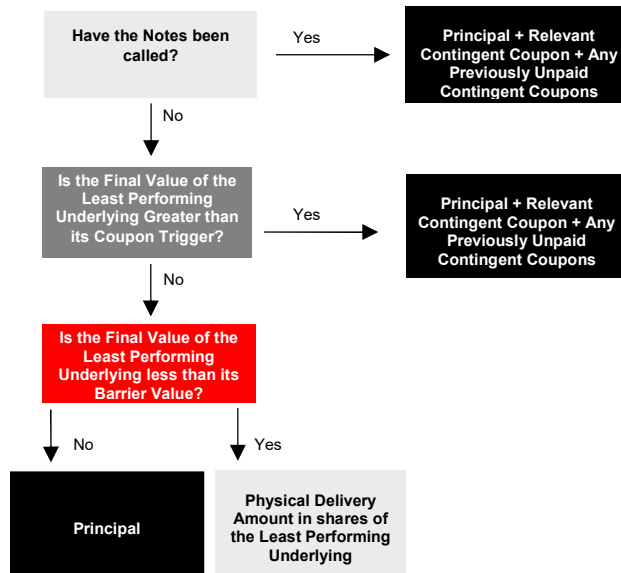 Have the Notes been
called?
Yes
Principal + Relevant
Contingent Coupon + Any
Previously Unpaid
Contingent Coupons
No
Is the Final Value of the
Least Performing
Underlying Greater than
its Coupon Trigger?
Yes
Principal + Relevant
Contingent Coupon + Any
Previously Unpaid
Contingent Coupons
No
Is the Final Value of the
Least Performing
Underlying less than its
Barrier Value?
No
Yes
Principal
Physical Delivery
Amount in shares of
the Least Performing
Underlying